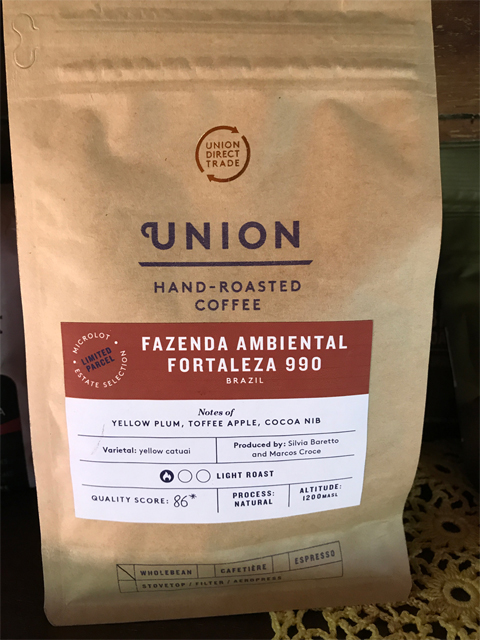 UNION
DIRECT
TRADE
UNION
HAND-ROASTED
COFFEE
MICROLOT
LIMITED
PARCEL
ESTATE SELECTION
FAZENDA AMBIENTAL
FORTALEZA 990
BRAZIL
Notes of
YELLOW PLUM, TOFFEE APPLE, COCOA NIB
Varietal: yellow catuai
Produced by: Silvia Baretto
and Marcos Croce
LIGHT ROAST
QUALITY SCORE: 86*
PROCESS:
NATURAL
ALTITUDE:
1200MASL
WHOLEBEAN CAFETIÈRE ESPRESSO
STOVETOP / FILTER / AEROPRESS